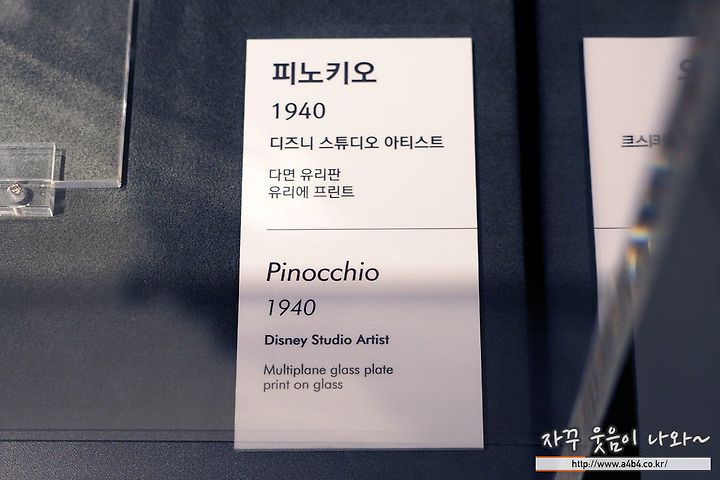 피노키오
1940
디즈니 스튜디오 아티스트
다면 유리판
유리에 프린트
Pinocchio
1940
Disney Studio Artist
Multiplane glass plate
print on glass
자꾸 웃음이 나와~
http://www.a4b4.co.kr/